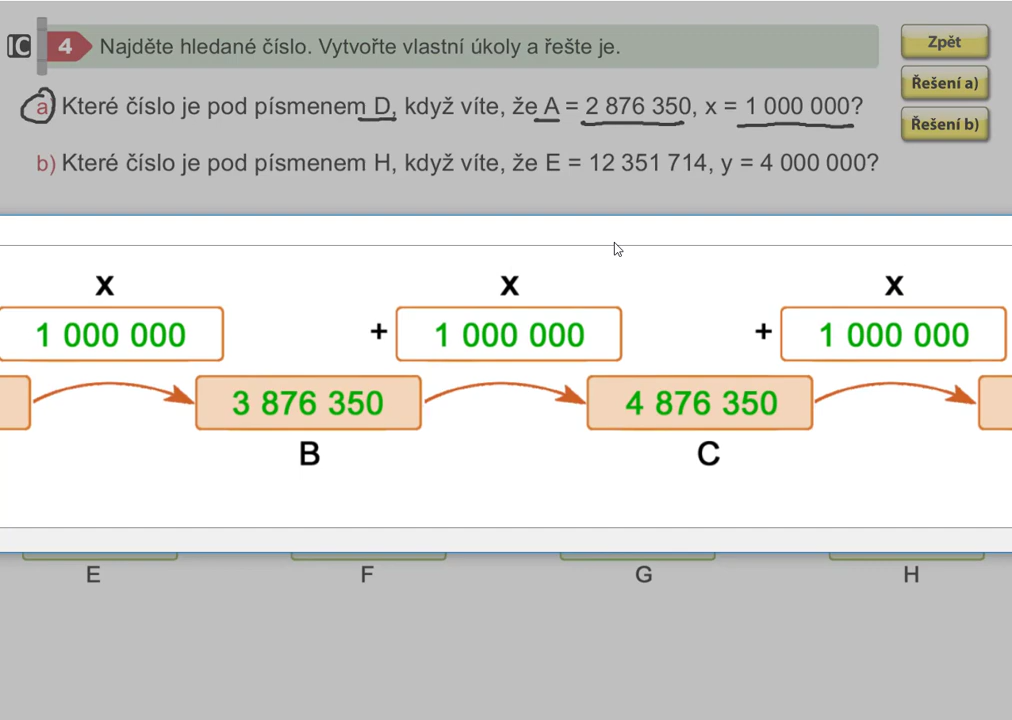 IC
4 Najděte hledané číslo. Vytvořte vlastní úkoly a řešte je.
Zpět
Řešení a)
a) Které číslo je pod písmenem D, když víte, že A = 2 876 350, x = 1 000 000?
Řešení b)
b) Které číslo je pod písmenem H, když víte, že E = 12 351 714, y = 4 000 000?
x x x
1 000 000 + 1 000 000 + 1 000 000
3 876 350 4 876 350
B C
E F G H